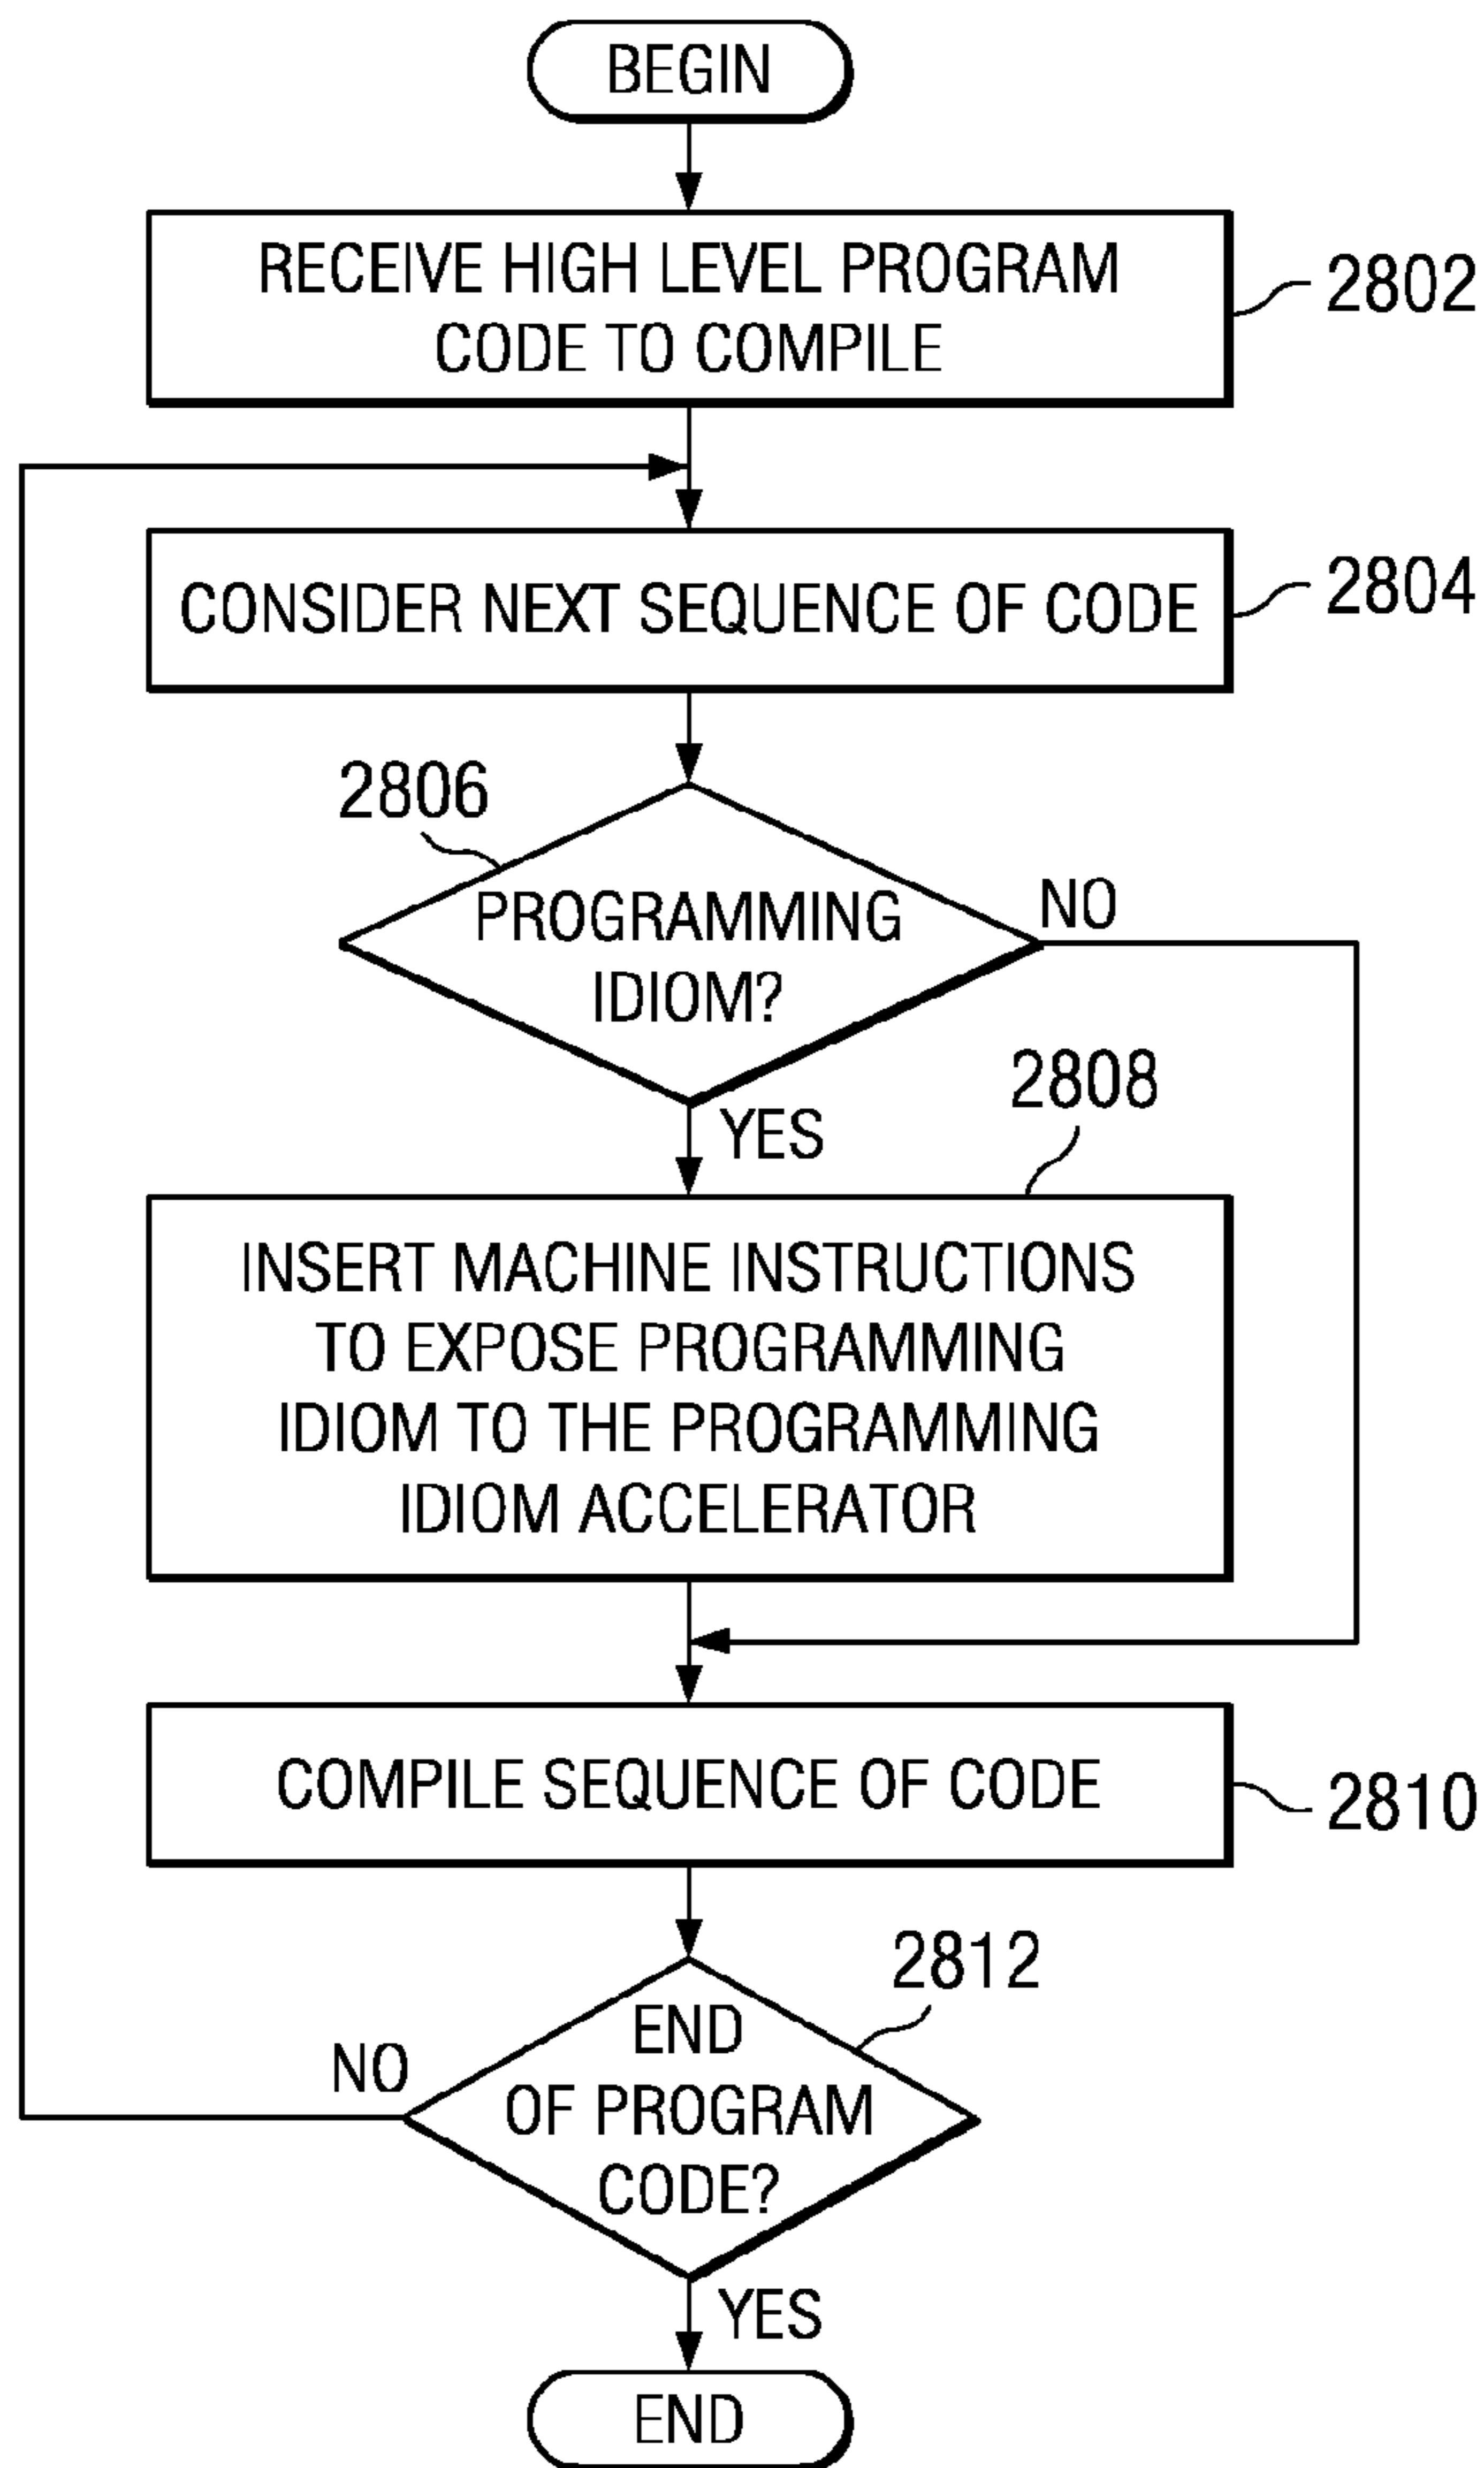 BEGIN
RECEIVE HIGH LEVEL PROGRAM
CODE TO COMPILE
2802
CONSIDER NEXT SEQUENCE OF CODE
2804
2806
PROGRAMMING
IDIOM?
NO
YES
2808
INSERT MACHINE INSTRUCTIONS
TO EXPOSE PROGRAMMING
IDIOM TO THE PROGRAMMING
IDIOM ACCELERATOR
COMPILE SEQUENCE OF CODE
2810
2812
END
OF PROGRAM
CODE?
NO
YES
END